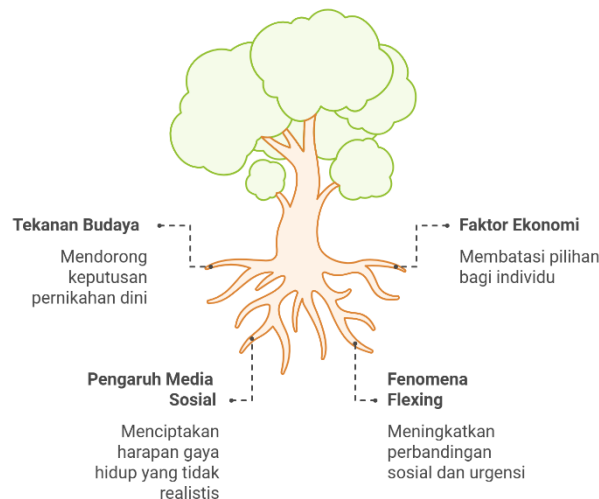 Tekanan Budaya
Mendorong
keputusan
pernikahan dini
Faktor Ekonomi
Membatasi pilihan
bagi individu
Pengaruh Media
Sosial
Menciptakan
harapan gaya
hidup yang tidak
realistis
Fenomena
Flexing
Meningkatkan
perbandingan
sosial dan urgensi